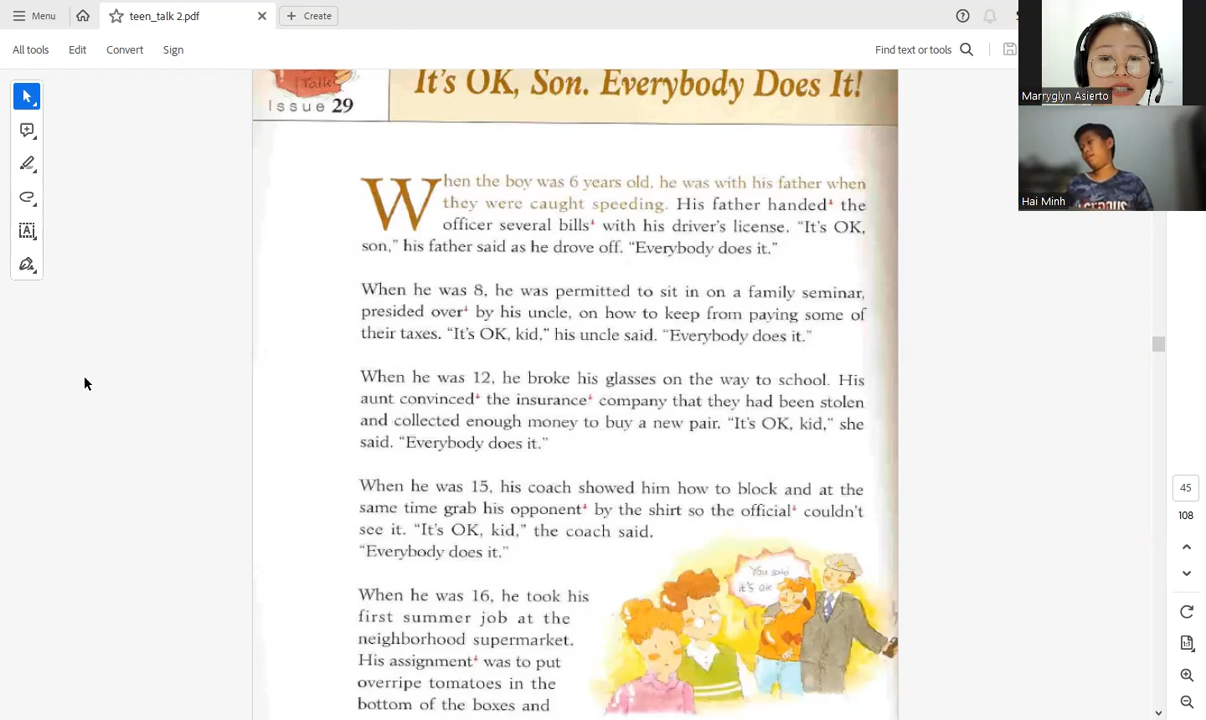 Menu
teen_talk 2.pdf
Create
All tools
Edit
Convert
Sign
Find text or tools
Marryglyn Asierto
Hai Minh
Talk
Issue 29
It's OK, Son. Everybody Does It!
When the boy was 6 years old, he was with his father when
they were caught speeding. His father handed the
officer several bills with his driver's license. "It's OK,
son," his father said as he drove off. "Everybody does it."
When he was 8, he was permitted to sit in on a family seminar,
presided over by his uncle, on how to keep from paying some of
their taxes. "It's OK, kid," his uncle said. "Everybody does it."
When he was 12, he broke his glasses on the way to school. His
aunt convinced the insurance company that they had been stolen
and collected enough money to buy a new pair. "It's OK, kid," she
said. "Everybody does it."
When he was 15, his coach showed him how to block and at the
same time grab his opponent by the shirt so the official couldn't
see it. "It's OK, kid," the coach said.
"Everybody does it."
You said
it's OK
When he was 16, he took his
first summer job at the
neighborhood supermarket.
His assignment was to put
overripe tomatoes in the
bottom of the boxes and
45
108